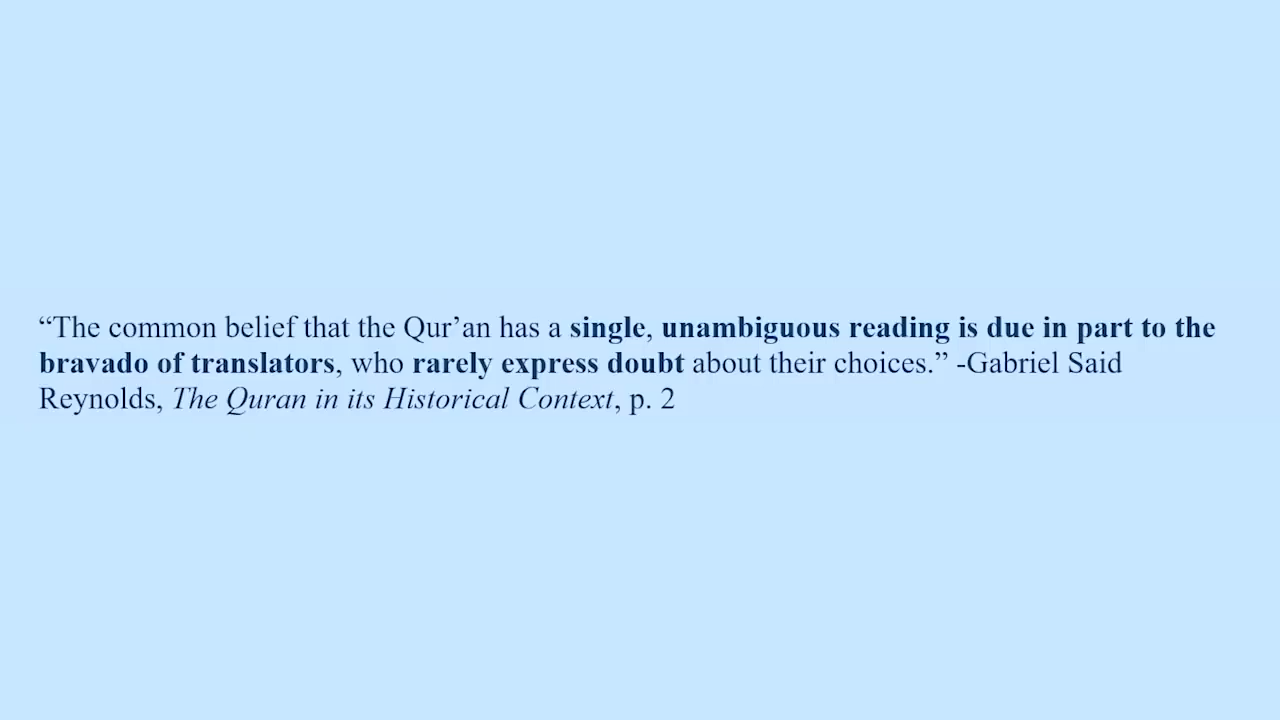 “The common belief that the Qur’an has a single, unambiguous reading is due in part to the
bravado of translators, who rarely express doubt about their choices.” -Gabriel Said
Reynolds, The Quran in its Historical Context, p. 2